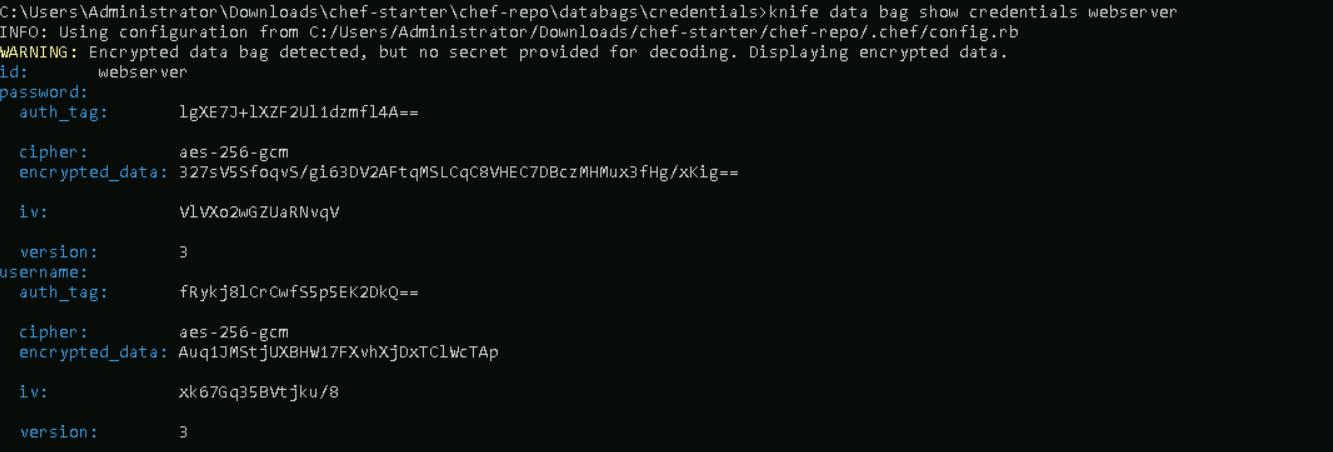 C:\Users\Administrator\Downloads\chef-starter\chef-repo\databags\credentials>knife data bag show credentials webserver
INFO: Using configuration from C:/Users/Administrator/Downloads/chef-starter/chef-repo/.chef/config.rb
WARNING: Encrypted data bag detected, but no secret provided for decoding. Displaying encrypted data.
id: webserver
password:
auth_tag: lgXE7J+lXZF2Ul1dzmfl4A==
cipher: aes-256-gcm
encrypted_data: 327sV5SfoqvS/gi63DV2AFtqMSLCqC8VHEC7DBczMHMux3fHg/xKig==
iv: VlVXo2wGZUaRNvqV
version: 3
username:
auth_tag: fRykj8lCrCwfS5p5EK2DkQ==
cipher: aes-256-gcm
encrypted_data: Auq1JMStjUXBHW17FXvhXjDxTClWcTAp
iv: xk67Gq35BVtjku/8
version: 3